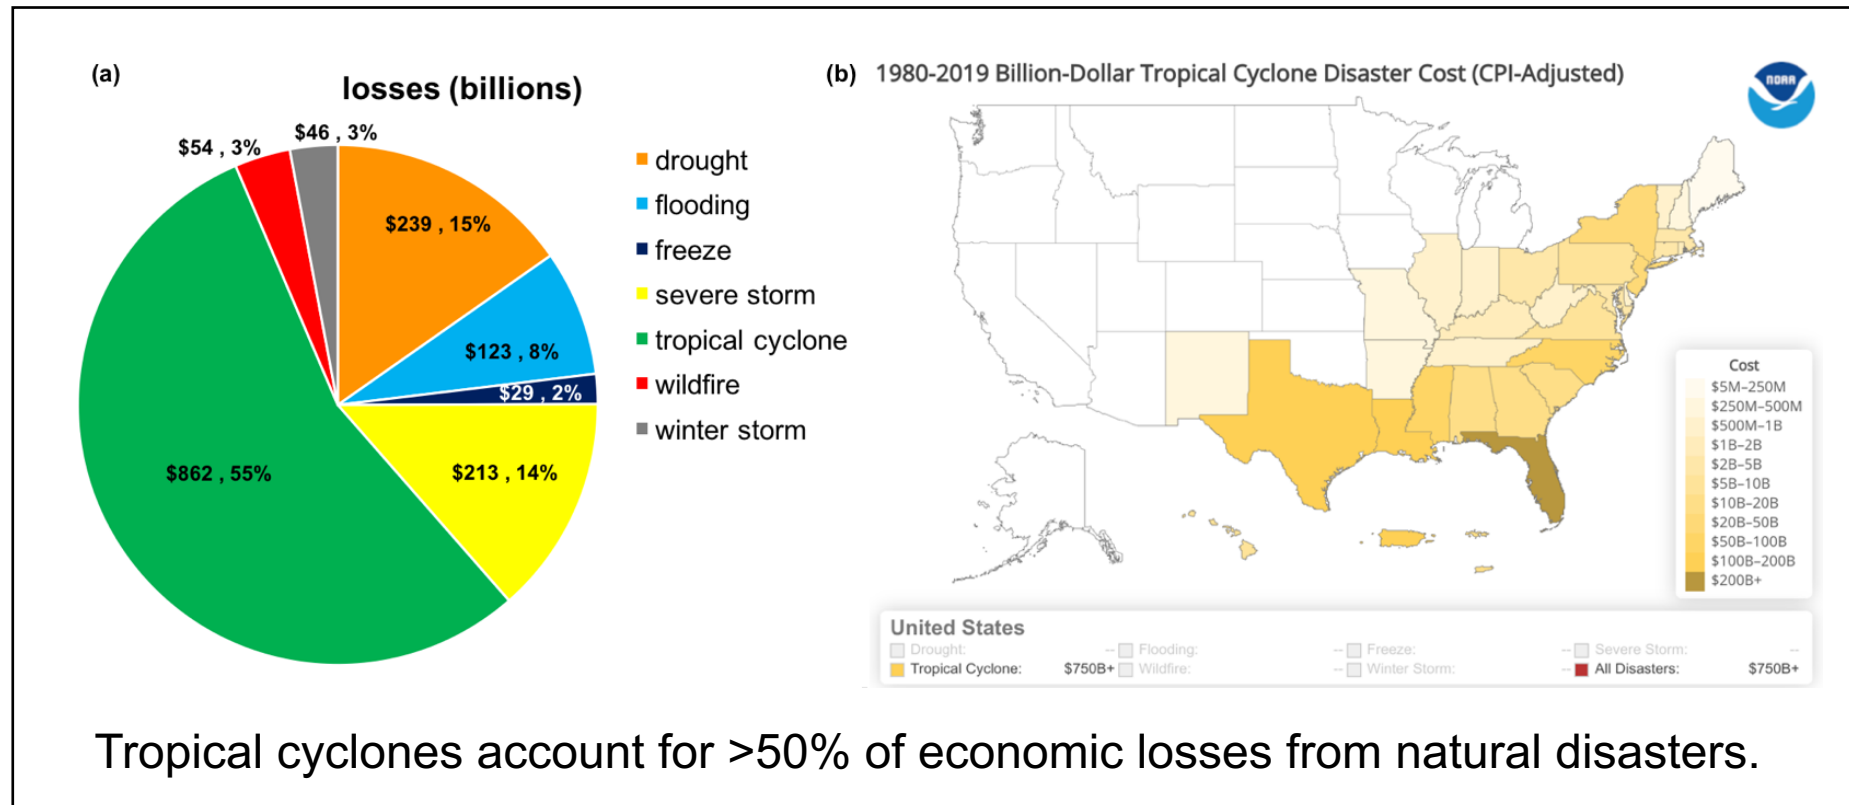 (a)
losses (billions)
$46 , 3%
$54 , 3%
$239 , 15%
$123 , 8%
$29 , 2%
$862 , 55%
$213 , 14%
drought
flooding
freeze
severe storm
tropical cyclone
wildfire
winter storm
(b) 1980-2019 Billion-Dollar Tropical Cyclone Disaster Cost (CPI-Adjusted)
NOAA
Cost
$5M–250M
$250M–500M
$500M–1B
$1B–2B
$2B–5B
$5B–10B
$10B–20B
$20B–50B
$50B–100B
$100B–200B
$200B+
United States
Drought: -- Flooding: -- Freeze: -- Severe Storm: --
Tropical Cyclone: $750B+ Wildfire: -- Winter Storm: -- All Disasters: $750B+
Tropical cyclones account for >50% of economic losses from natural disasters.